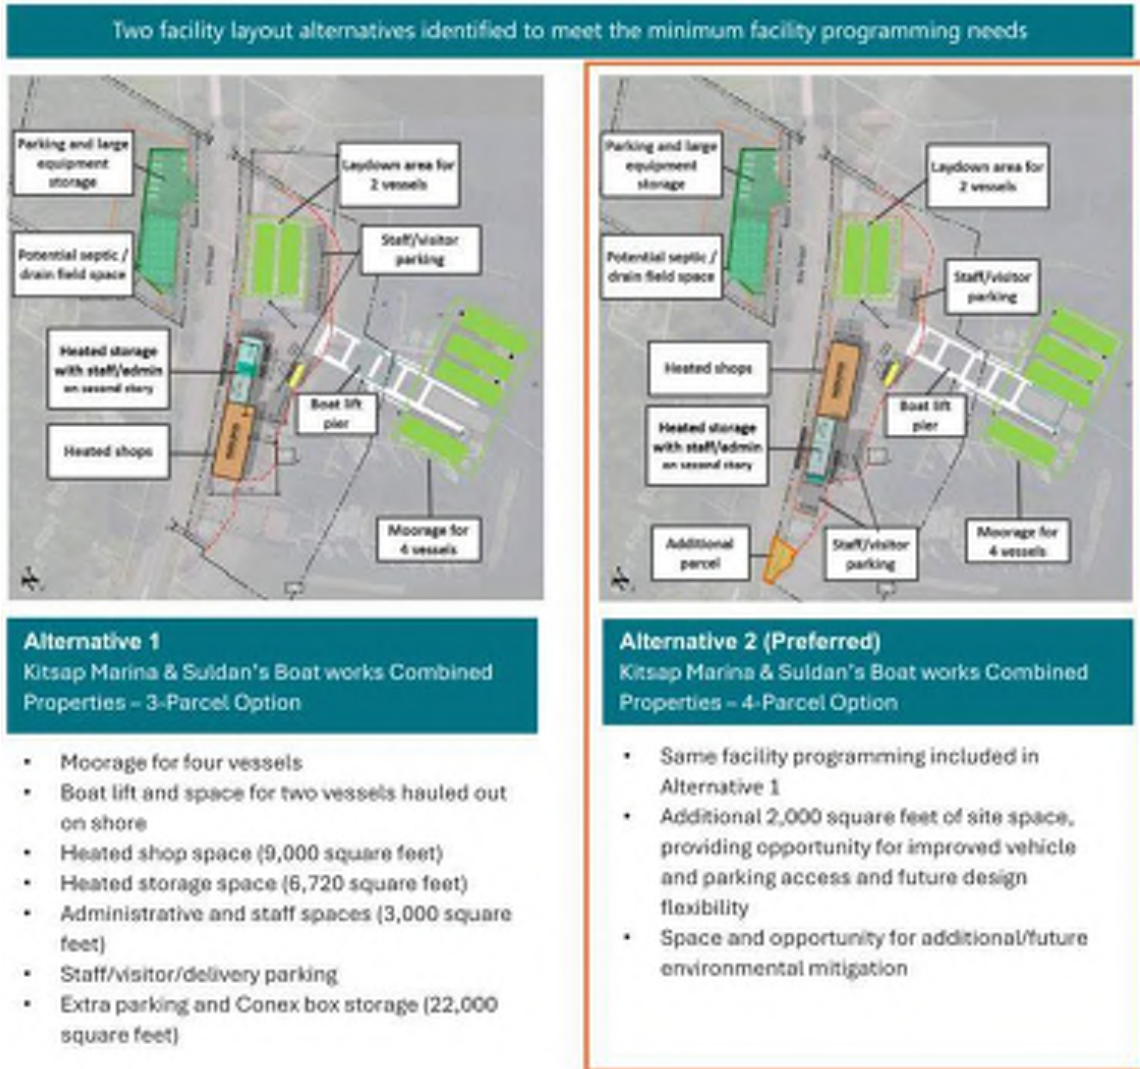 Two facility layout alternatives identified to meet the minimum facility programming needs
Parking and large
equipment
storage
Potential septic /
drain field space
Heated storage
with staff/admin
on second story
Heated shops
Laydown area for
2 vessels
Staff/visitor
parking
Boat lift
pier
Moorage for
4 vessels
Alternative 1
Kitsap Marina & Suldan's Boat works Combined
Properties – 3-Parcel Option
• Moorage for four vessels
• Boat lift and space for two vessels hauled out
on shore
• Heated shop space (9,000 square feet)
• Heated storage space (6,720 square feet)
• Administrative and staff spaces (3,000 square
feet)
• Staff/visitor/delivery parking
• Extra parking and Conex box storage (22,000
square feet)
Parking and large
equipment
storage
Potential septic /
drain field space
Heated shops
Heated storage
with staff/admin
on second story
Additional
parcel
Laydown area for
2 vessels
Staff/visitor
parking
Boat lift
pier
Staff/visitor
parking
Moorage for
4 vessels
Alternative 2 (Preferred)
Kitsap Marina & Suldan's Boat works Combined
Properties – 4-Parcel Option
• Same facility programming included in
Alternative 1
• Additional 2,000 square feet of site space,
providing opportunity for improved vehicle
and parking access and future design
flexibility
• Space and opportunity for additional/future
environmental mitigation